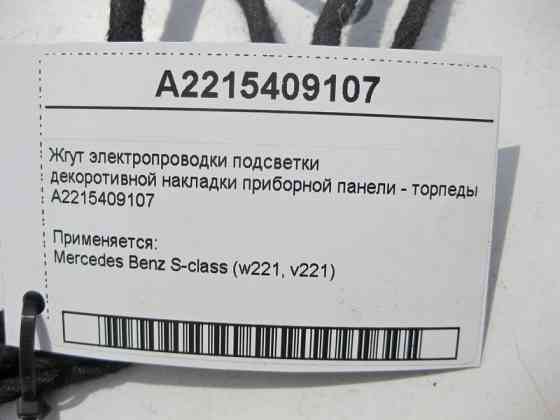 A2215409107
Жгут электропроводки подсветки
декоротивной накладки приборной панели - торпеды
A2215409107
Применяется:
Mercedes Benz S-class (w221, v221)